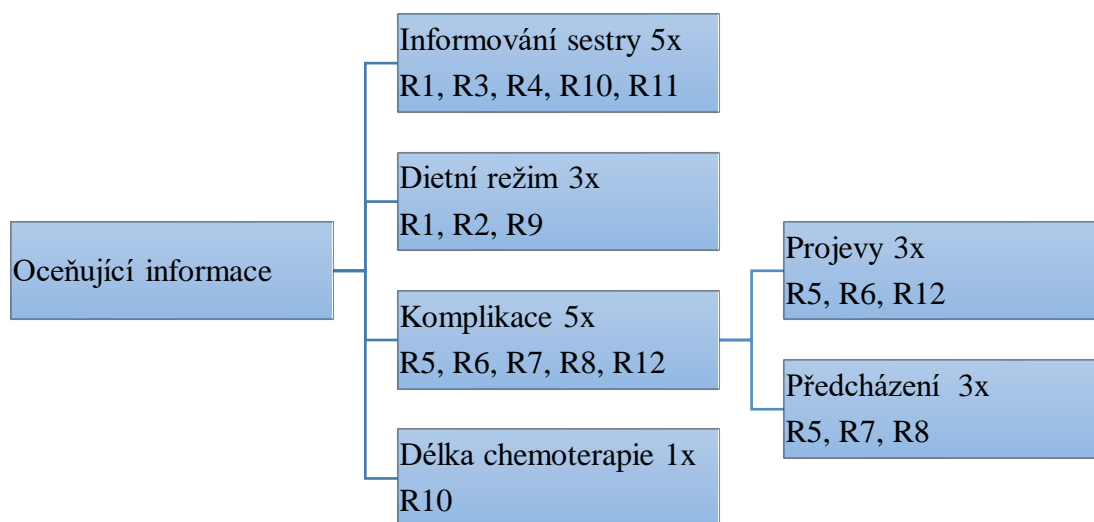 Oceňující informace
Informování sestry 5x
R1, R3, R4, R10, R11
Dietní režim 3x
R1, R2, R9
Komplikace 5x
R5, R6, R7, R8, R12
Projevy 3x
R5, R6, R12
Předcházení 3x
R5, R7, R8
Délka chemoterapie 1x
R10